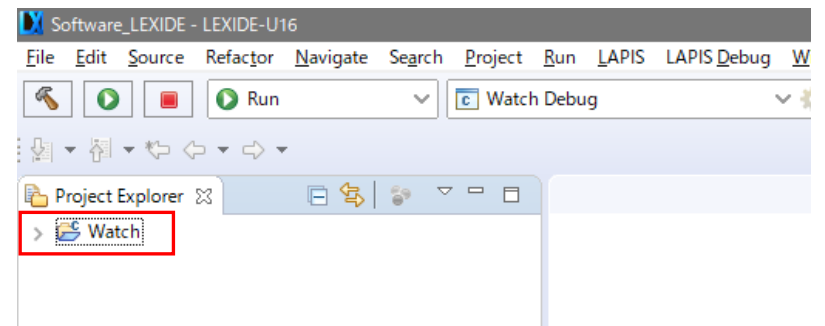 Software_LEXIDE - LEXIDE-U16
File Edit Source Refactor Navigate Search Project Run LAPIS LAPIS Debug W
Run Watch Debug
Project Explorer
Watch